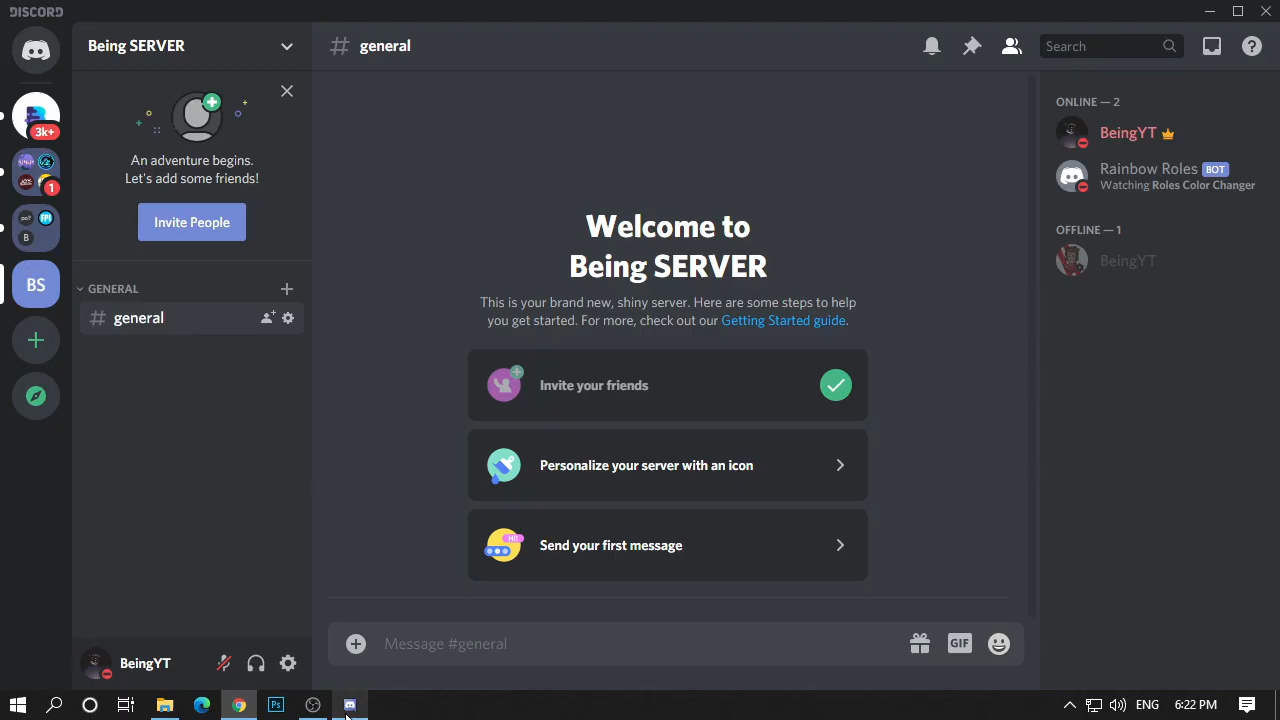 DISCORD
Being SERVER
general
Search
3k+
1
An adventure begins.
Let's add some friends!
Invite People
BS
GENERAL
general
Welcome to
Being SERVER
This is your brand new, shiny server. Here are some steps to help
you get started. For more, check out our Getting Started guide.
Invite your friends
Personalize your server with an icon
HI!
Send your first message
ONLINE — 2
BeingYT
Rainbow Roles BOT
Watching Roles Color Changer
OFFLINE — 1
BeingYT
B
Message #general
GIF
BeingYT
Ps
ENG
6:22 PM